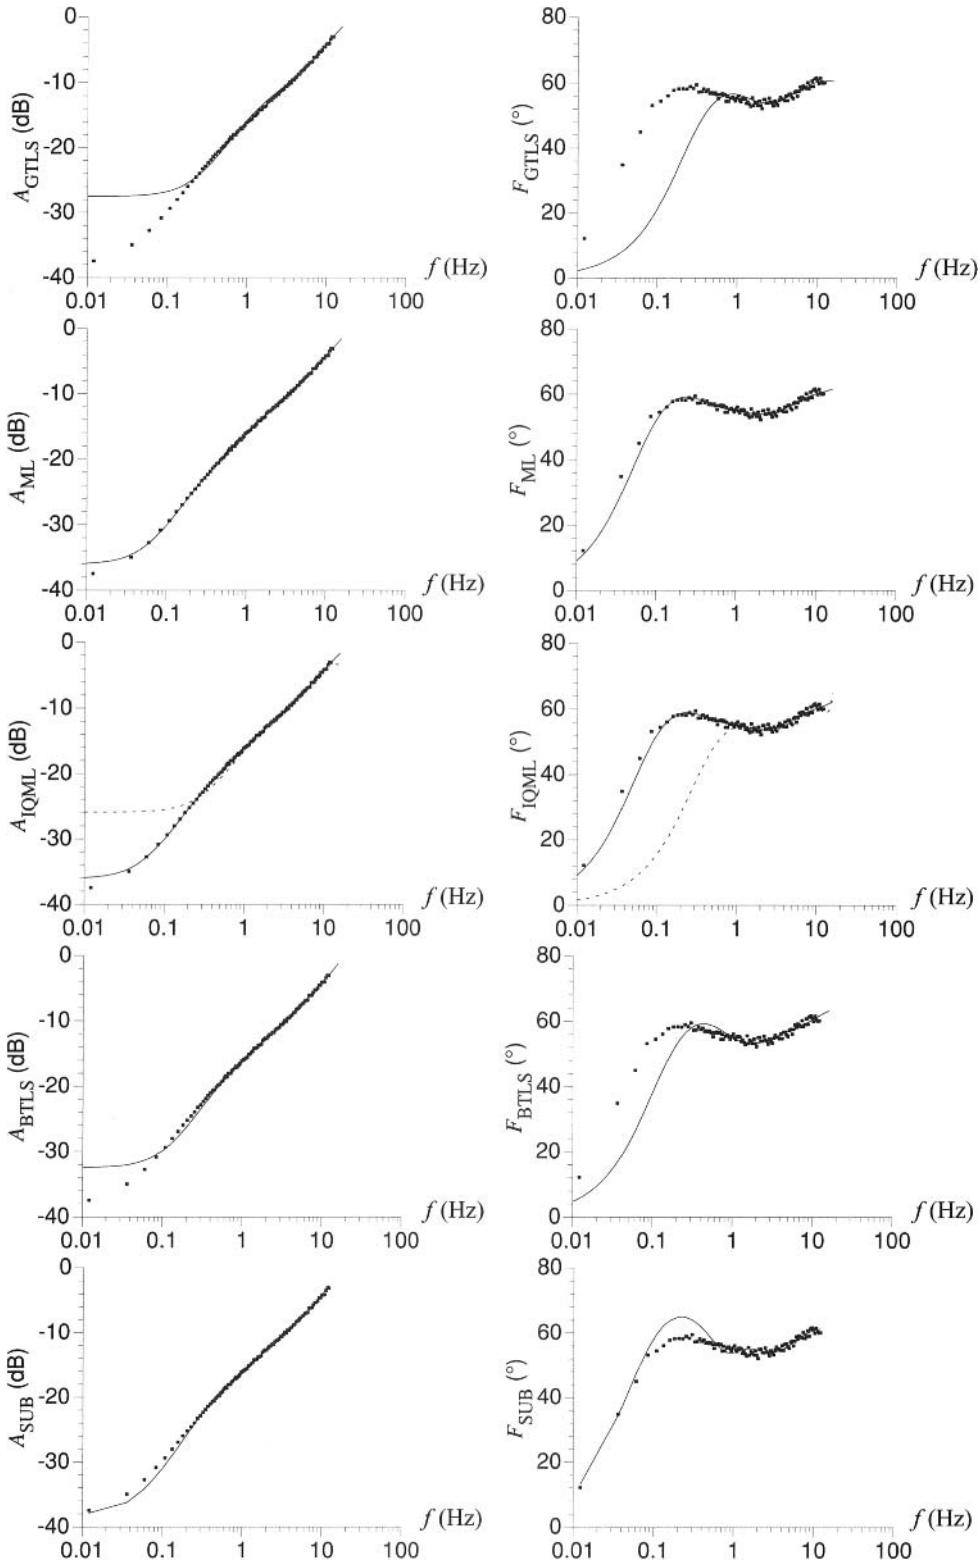 0
-10
-20
-30
-40
A_GTLS (dB)
0.01 0.1 1 10 100
f (Hz)
80
60
40
20
0
F_GTLS (°)
0.01 0.1 1 10 100
f (Hz)
0
-10
-20
-30
-40
A_ML (dB)
0.01 0.1 1 10 100
f (Hz)
80
60
40
20
0
F_ML (°)
0.01 0.1 1 10 100
f (Hz)
0
-10
-20
-30
-40
A_IQML (dB)
0.01 0.1 1 10 100
f (Hz)
80
60
40
20
0
F_IQML (°)
0.01 0.1 1 10 100
f (Hz)
0
-10
-20
-30
-40
A_BTLS (dB)
0.01 0.1 1 10 100
f (Hz)
80
60
40
20
0
F_BTLS (°)
0.01 0.1 1 10 100
f (Hz)
0
-10
-20
-30
-40
A_SUB (dB)
0.01 0.1 1 10 100
f (Hz)
80
60
40
20
0
F_SUB (°)
0.01 0.1 1 10 100
f (Hz)